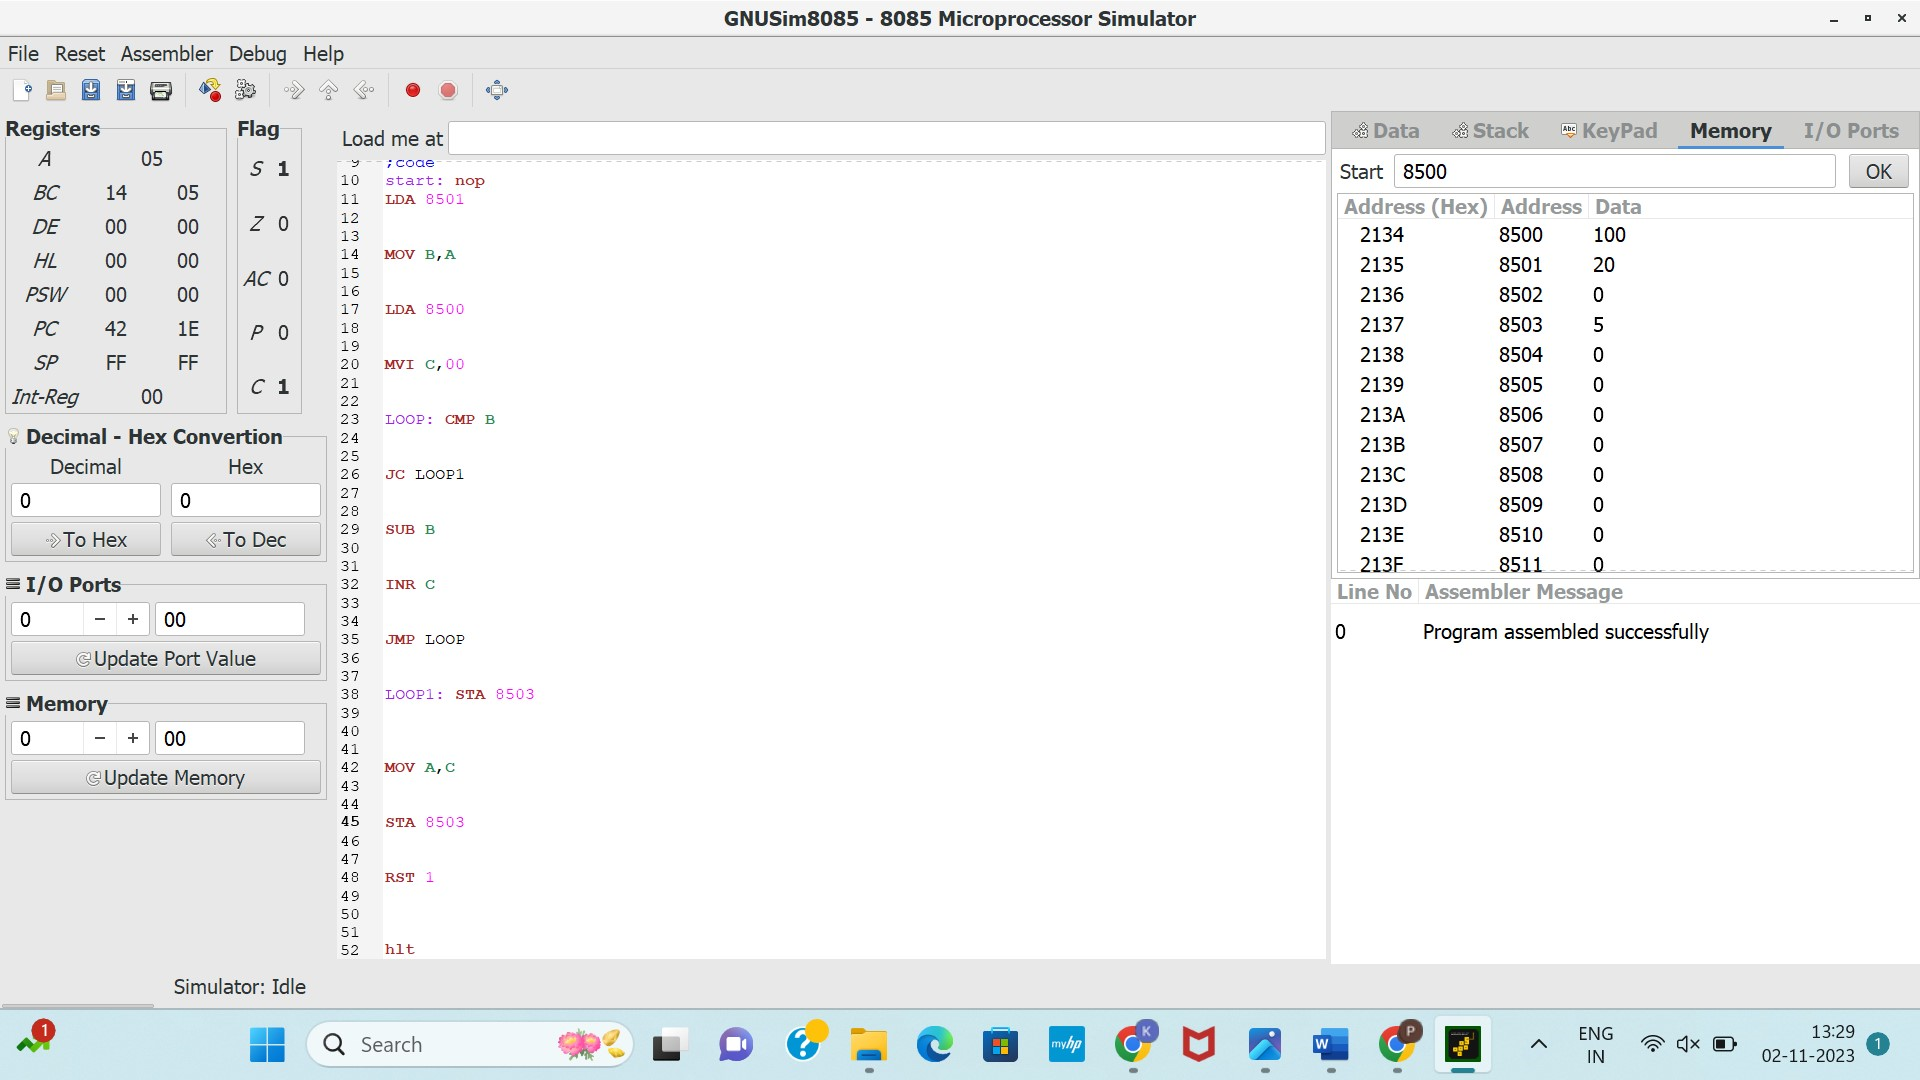 GNUSim8085 - 8085 Microprocessor Simulator
File Reset Assembler Debug Help
Registers
A 05
BC 14 05
DE 00 00
HL 00 00
PSW 00 00
PC 42 1E
SP FF FF
Int-Reg 00
Flag
S 1
Z 0
AC 0
P 0
C 1
Decimal - Hex Convertion
Decimal Hex
0 0
To Hex To Dec
I/O Ports
0 - + 00
Update Port Value
Memory
0 - + 00
Update Memory
Load me at
9 ;code
10 start: nop
11 LDA 8501
12
13
14 MOV B,A
15
16
17 LDA 8500
18
19
20 MVI C,00
21
22
23 LOOP: CMP B
24
25
26 JC LOOP1
27
28
29 SUB B
30
31
32 INR C
33
34
35 JMP LOOP
36
37
38 LOOP1: STA 8503
39
40
41
42 MOV A,C
43
44
45 STA 8503
46
47
48 RST 1
49
50
51
52 hlt
Data Stack Abc KeyPad Memory I/O Ports
Start 8500 OK
Address (Hex) Address Data
2134 8500 100
2135 8501 20
2136 8502 0
2137 8503 5
2138 8504 0
2139 8505 0
213A 8506 0
213B 8507 0
213C 8508 0
213D 8509 0
213E 8510 0
213F 8511 0
Line No Assembler Message
0 Program assembled successfully
Simulator: Idle
1
Search
myhp
K
W
P
ENG
IN
13:29
02-11-2023
1